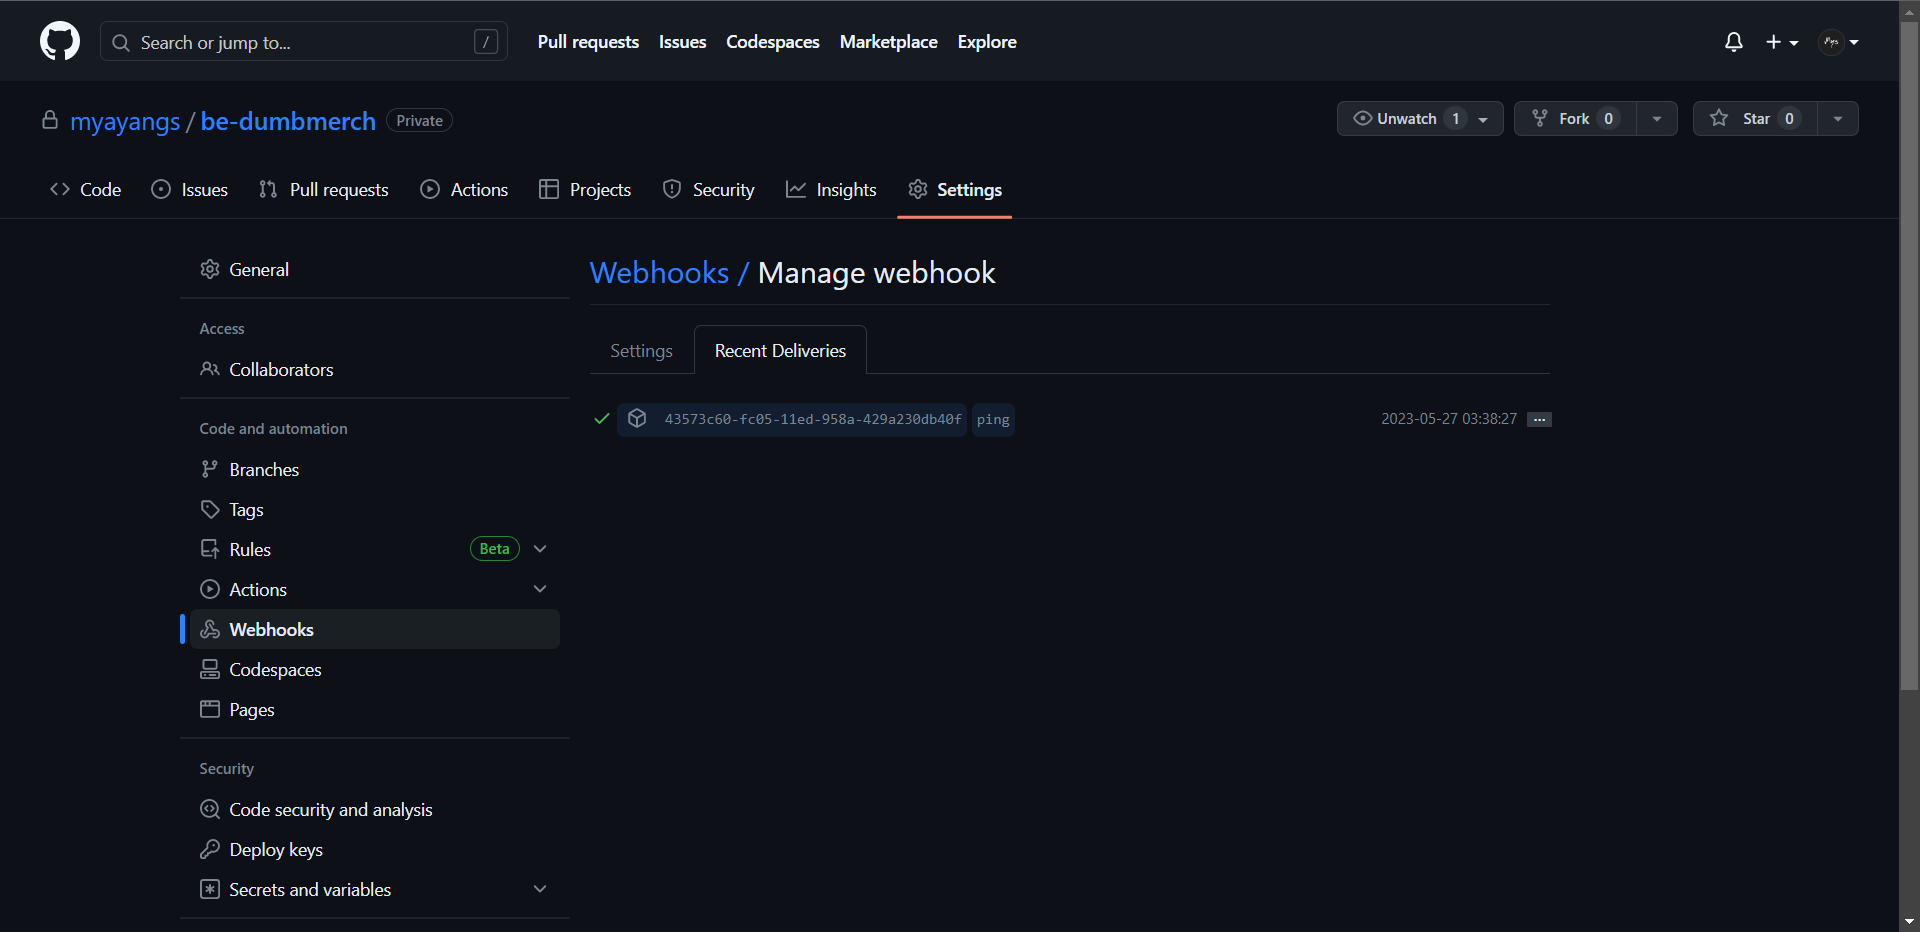 Search or jump to... /
Pull requests Issues Codespaces Marketplace Explore
myayangs / be-dumbmerch Private
Unwatch 1 Fork 0 Star 0
Code Issues Pull requests Actions Projects Security Insights Settings
General
Access
Collaborators
Code and automation
Branches
Tags
Rules Beta
Actions
Webhooks
Codespaces
Pages
Security
Code security and analysis
Deploy keys
Secrets and variables
Webhooks / Manage webhook
Settings Recent Deliveries
43573c60-fc05-11ed-958a-429a230db40f ping 2023-05-27 03:38:27 ...